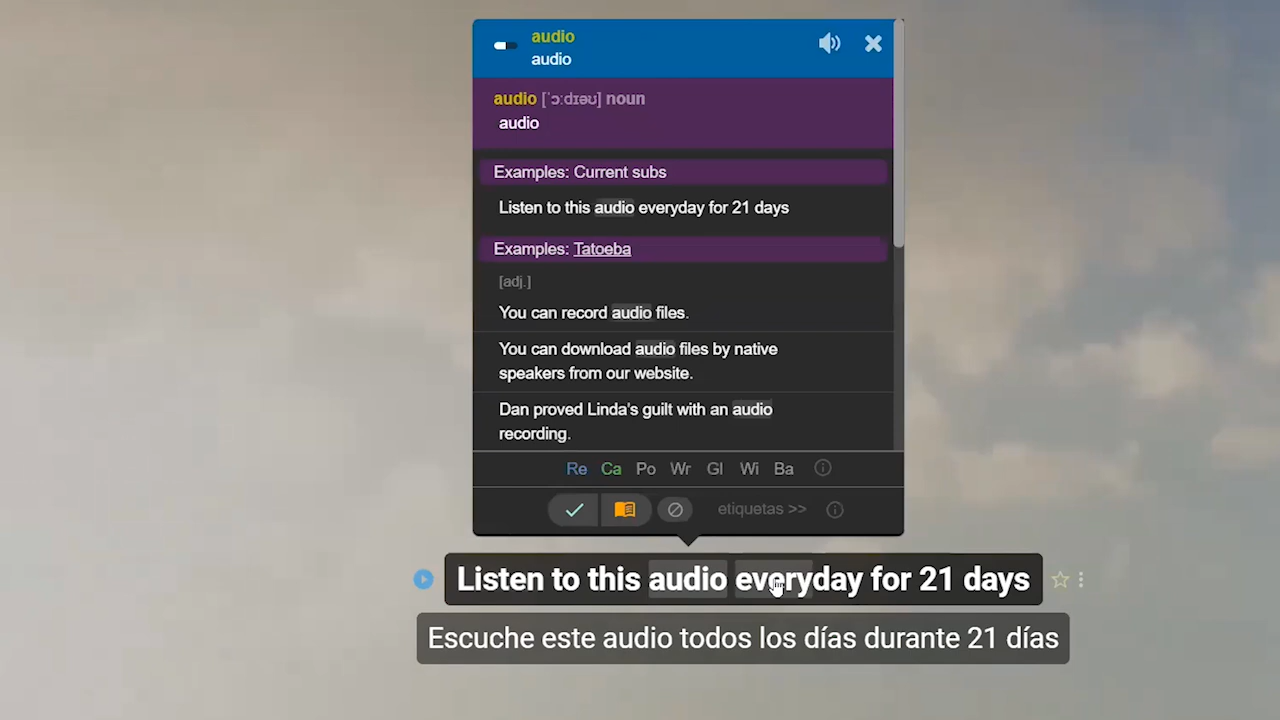 audio
audio
audio [ˈɔːdɪəʊ] noun
audio
Examples: Current subs
Listen to this audio everyday for 21 days
Examples: Tatoeba
[adj.]
You can record audio files.
You can download audio files by native
speakers from our website.
Dan proved Linda's guilt with an audio
recording.
Re Ca Po Wr Gl Wi Ba
etiquetas >>
Listen to this audio everyday for 21 days
Escuche este audio todos los días durante 21 días